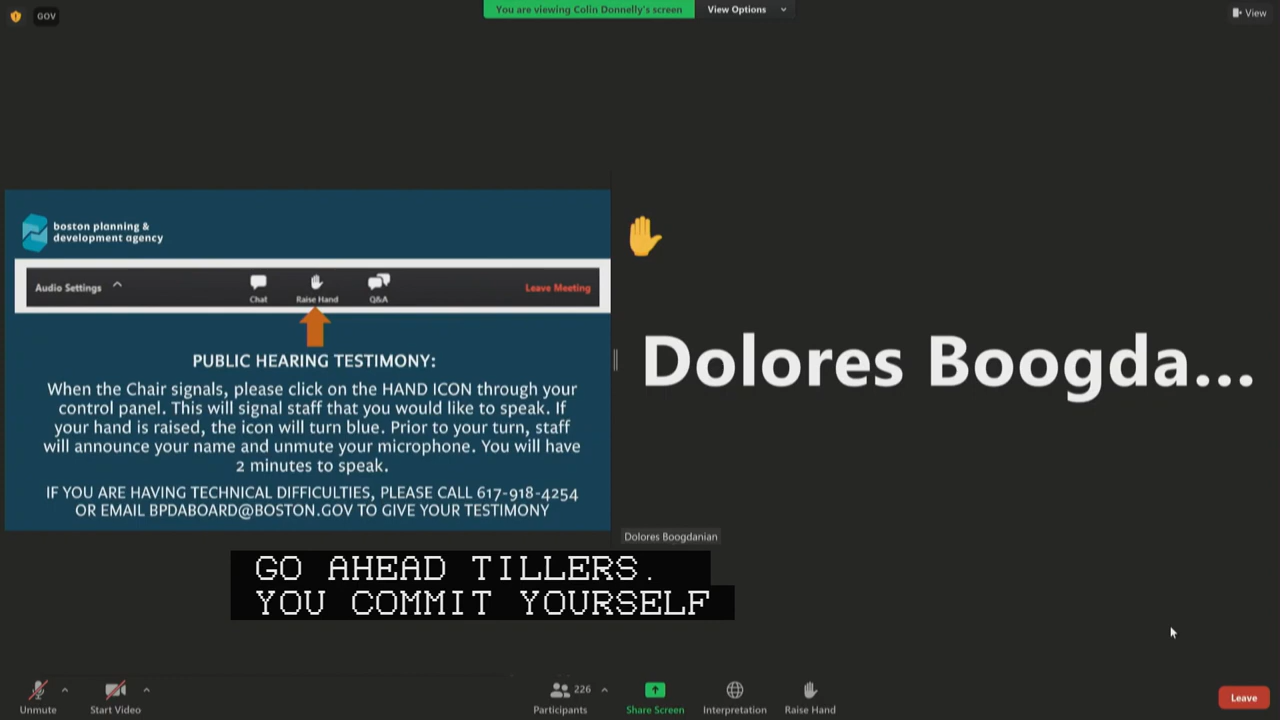 GOV
You are viewing Colin Donnelly's screen
View Options
View
boston planning &
development agency
Audio Settings
Chat
Raise Hand
Q&A
Leave Meeting
PUBLIC HEARING TESTIMONY:
When the Chair signals, please click on the HAND ICON through your
control panel. This will signal staff that you would like to speak. If
your hand is raised, the icon will turn blue. Prior to your turn, staff
will announce your name and unmute your microphone. You will have
2 minutes to speak.
IF YOU ARE HAVING TECHNICAL DIFFICULTIES, PLEASE CALL 617-918-4254
OR EMAIL BPDABOARD@BOSTON.GOV TO GIVE YOUR TESTIMONY
Dolores Boogda...
Dolores Boogdanian
GO AHEAD TILLERS.
YOU COMMIT YOURSELF
Unmute
Start Video
226
Participants
Share Screen
Interpretation
Raise Hand
Leave